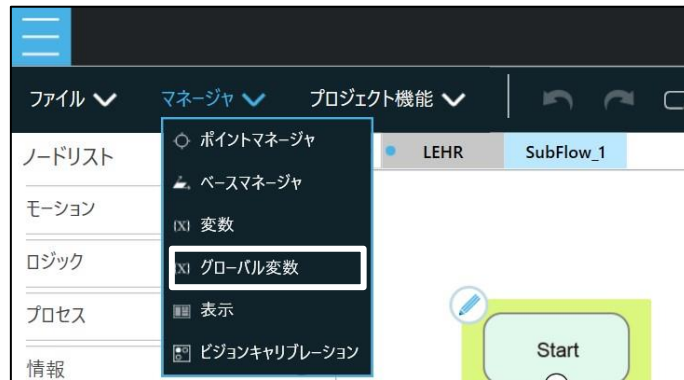 ファイル マネージャ プロジェクト機能
ノードリスト
モーション
ロジック
プロセス
情報
ポイントマネージャ
ベースマネージャ
(X) 変数
(X) グローバル変数
表示
ビジョンキャリブレーション
LEHR SubFlow_1
Start